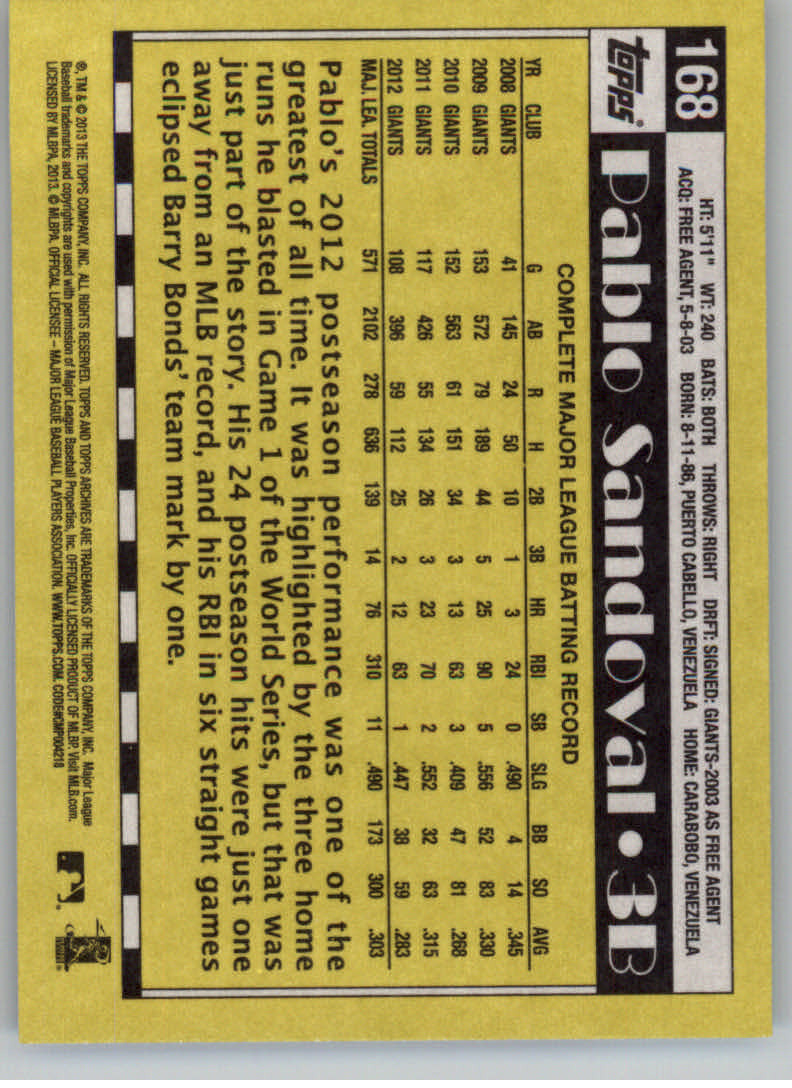 168
HT: 5'11" WT: 240 BATS: BOTH THROWS: RIGHT DRFT: SIGNED: GIANTS-2003 AS FREE AGENT
ACQ: FREE AGENT, 5-8-03 BORN: 8-11-86, PUERTO CABELLO, VENEZUELA HOME: CARABOBO, VENEZUELA
topps® Pablo Sandoval • 3B
COMPLETE MAJOR LEAGUE BATTING RECORD
YR CLUB G AB R H 2B 3B HR RBI SB SLG BB SO AVG
2008 GIANTS 41 145 24 50 10 1 3 24 0 .490 4 14 .345
2009 GIANTS 153 572 79 189 44 5 25 90 5 .556 52 83 .330
2010 GIANTS 152 563 61 151 34 3 13 63 3 .409 47 81 .268
2011 GIANTS 117 426 55 134 26 3 23 70 2 .552 32 63 .315
2012 GIANTS 108 396 59 112 25 2 12 63 1 .447 38 59 .283
MAJ. LEA. TOTALS 571 2102 278 636 139 14 76 310 11 .490 173 300 .303
Pablo's 2012 postseason performance was one of the
greatest of all time. It was highlighted by the three home
runs he blasted in Game 1 of the World Series, but that was
just part of the story. His 24 postseason hits were just one
away from an MLB record, and his RBI in six straight games
eclipsed Barry Bonds' team mark by one.
®, TM & © 2013 THE TOPPS COMPANY, INC. ALL RIGHTS RESERVED. TOPPS AND TOPPS ARCHIVES ARE TRADEMARKS OF THE TOPPS COMPANY, INC. Major League
Baseball trademarks and copyrights are used with permission of Major League Baseball Properties, Inc. OFFICIALLY LICENSED PRODUCT OF MLBP. Visit MLB.com.
LICENSED BY MLBPA, 2013. © MLBPA. OFFICIAL LICENSEE – MAJOR LEAGUE BASEBALL PLAYERS ASSOCIATION. WWW.TOPPS.COM. CODE#CMP004218